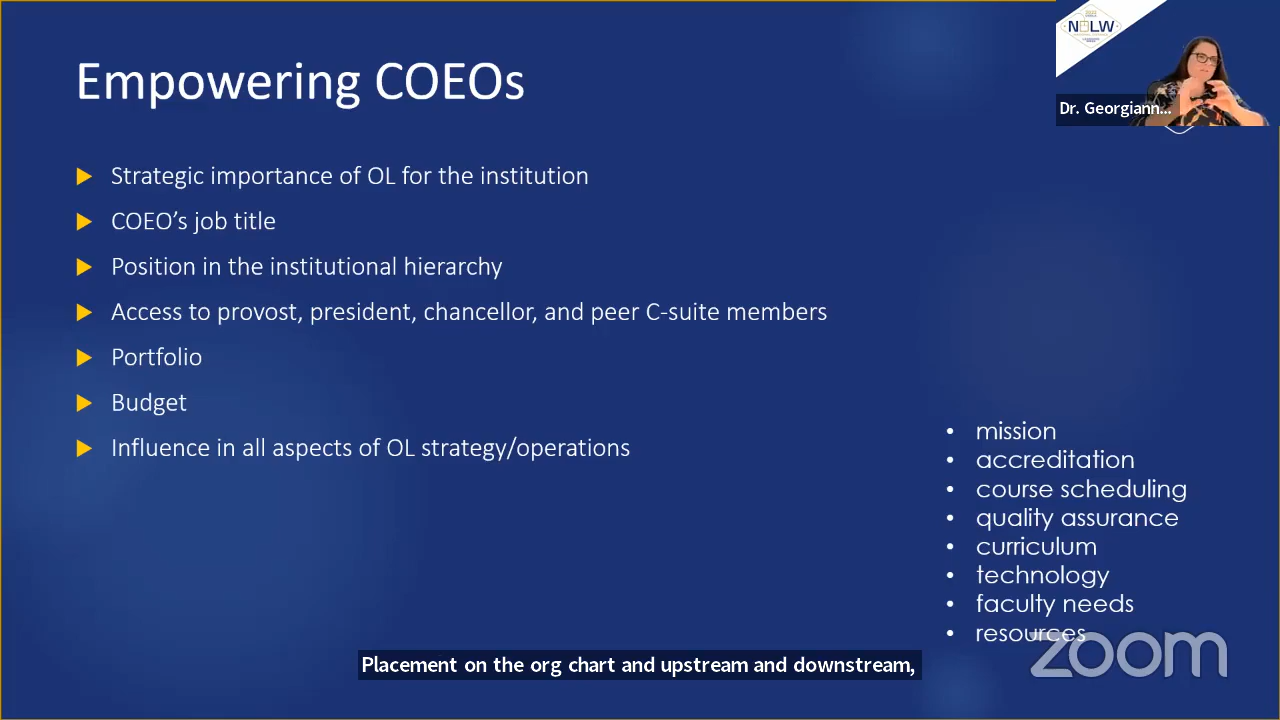 Empowering COEOs
NOLW
Dr. Georgiann...
Strategic importance of OL for the institution
COEO's job title
Position in the institutional hierarchy
Access to provost, president, chancellor, and peer C-suite members
Portfolio
Budget
Influence in all aspects of OL strategy/operations
• mission
• accreditation
• course scheduling
• quality assurance
• curriculum
• technology
• faculty needs
• resources
zoom
Placement on the org chart and upstream and downstream,